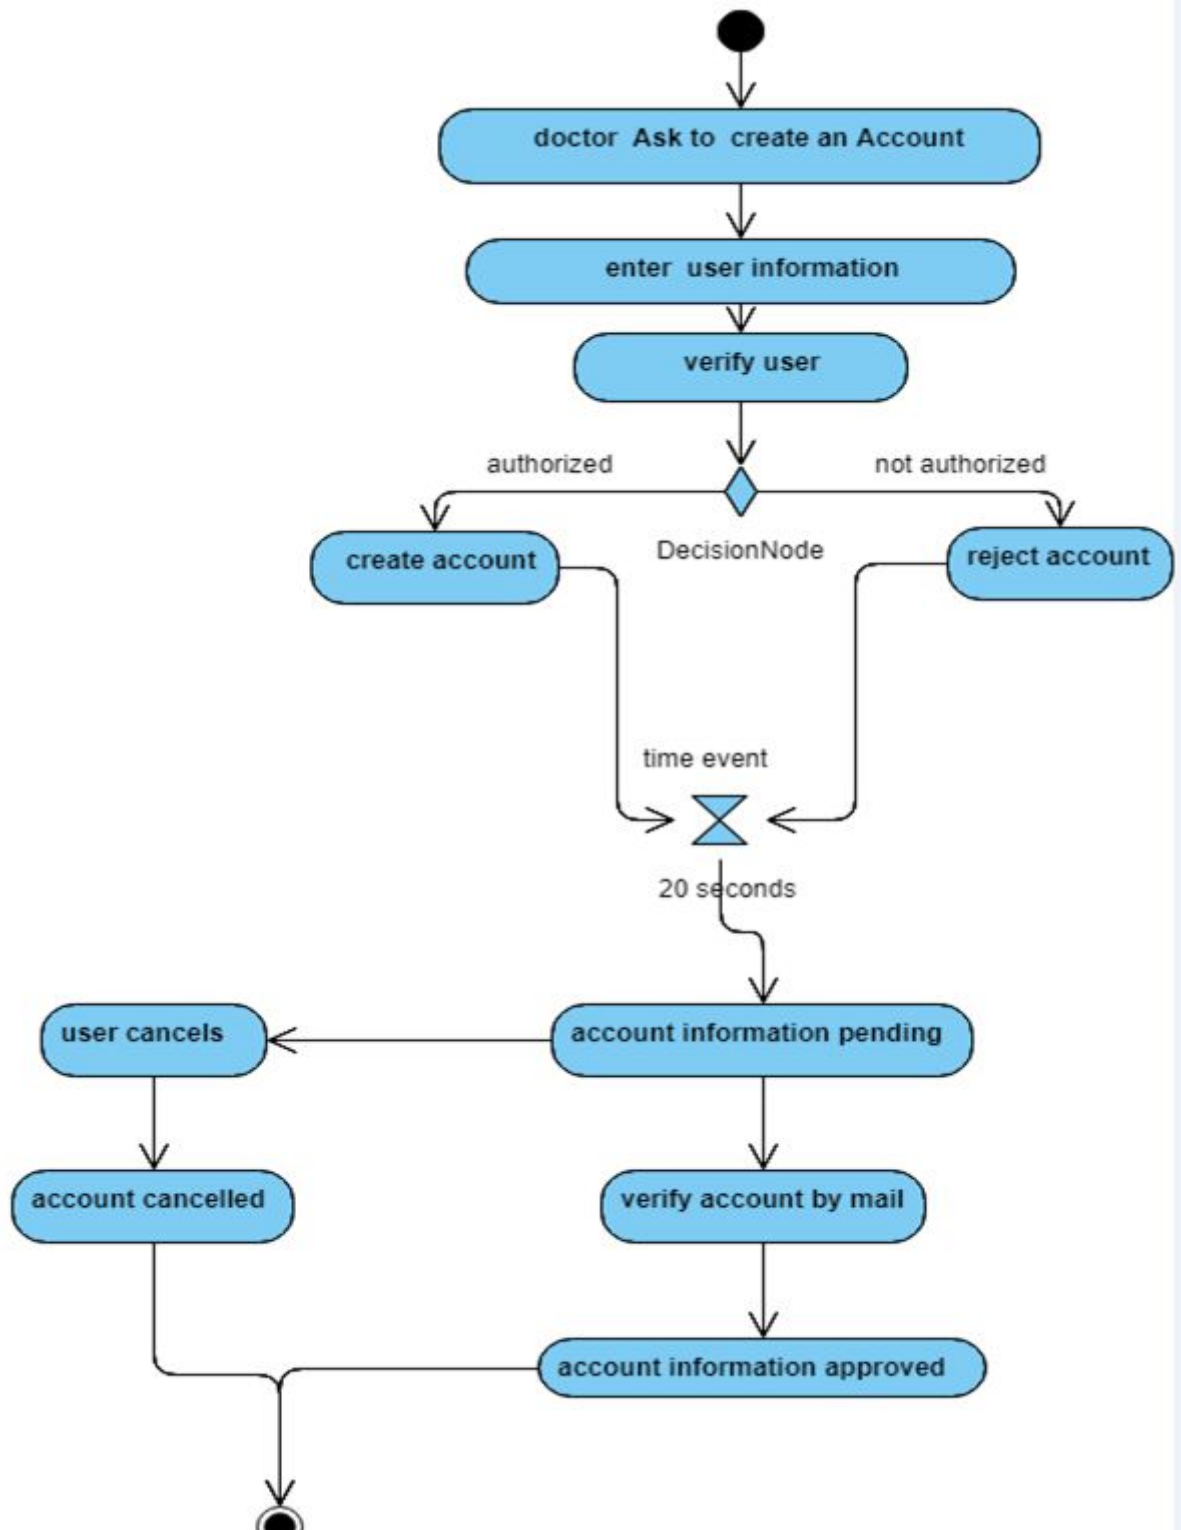 doctor Ask to create an Account
enter user information
verify user
authorized
not authorized
DecisionNode
create account
reject account
time event
20 seconds
user cancels
account information pending
account cancelled
verify account by mail
account information approved